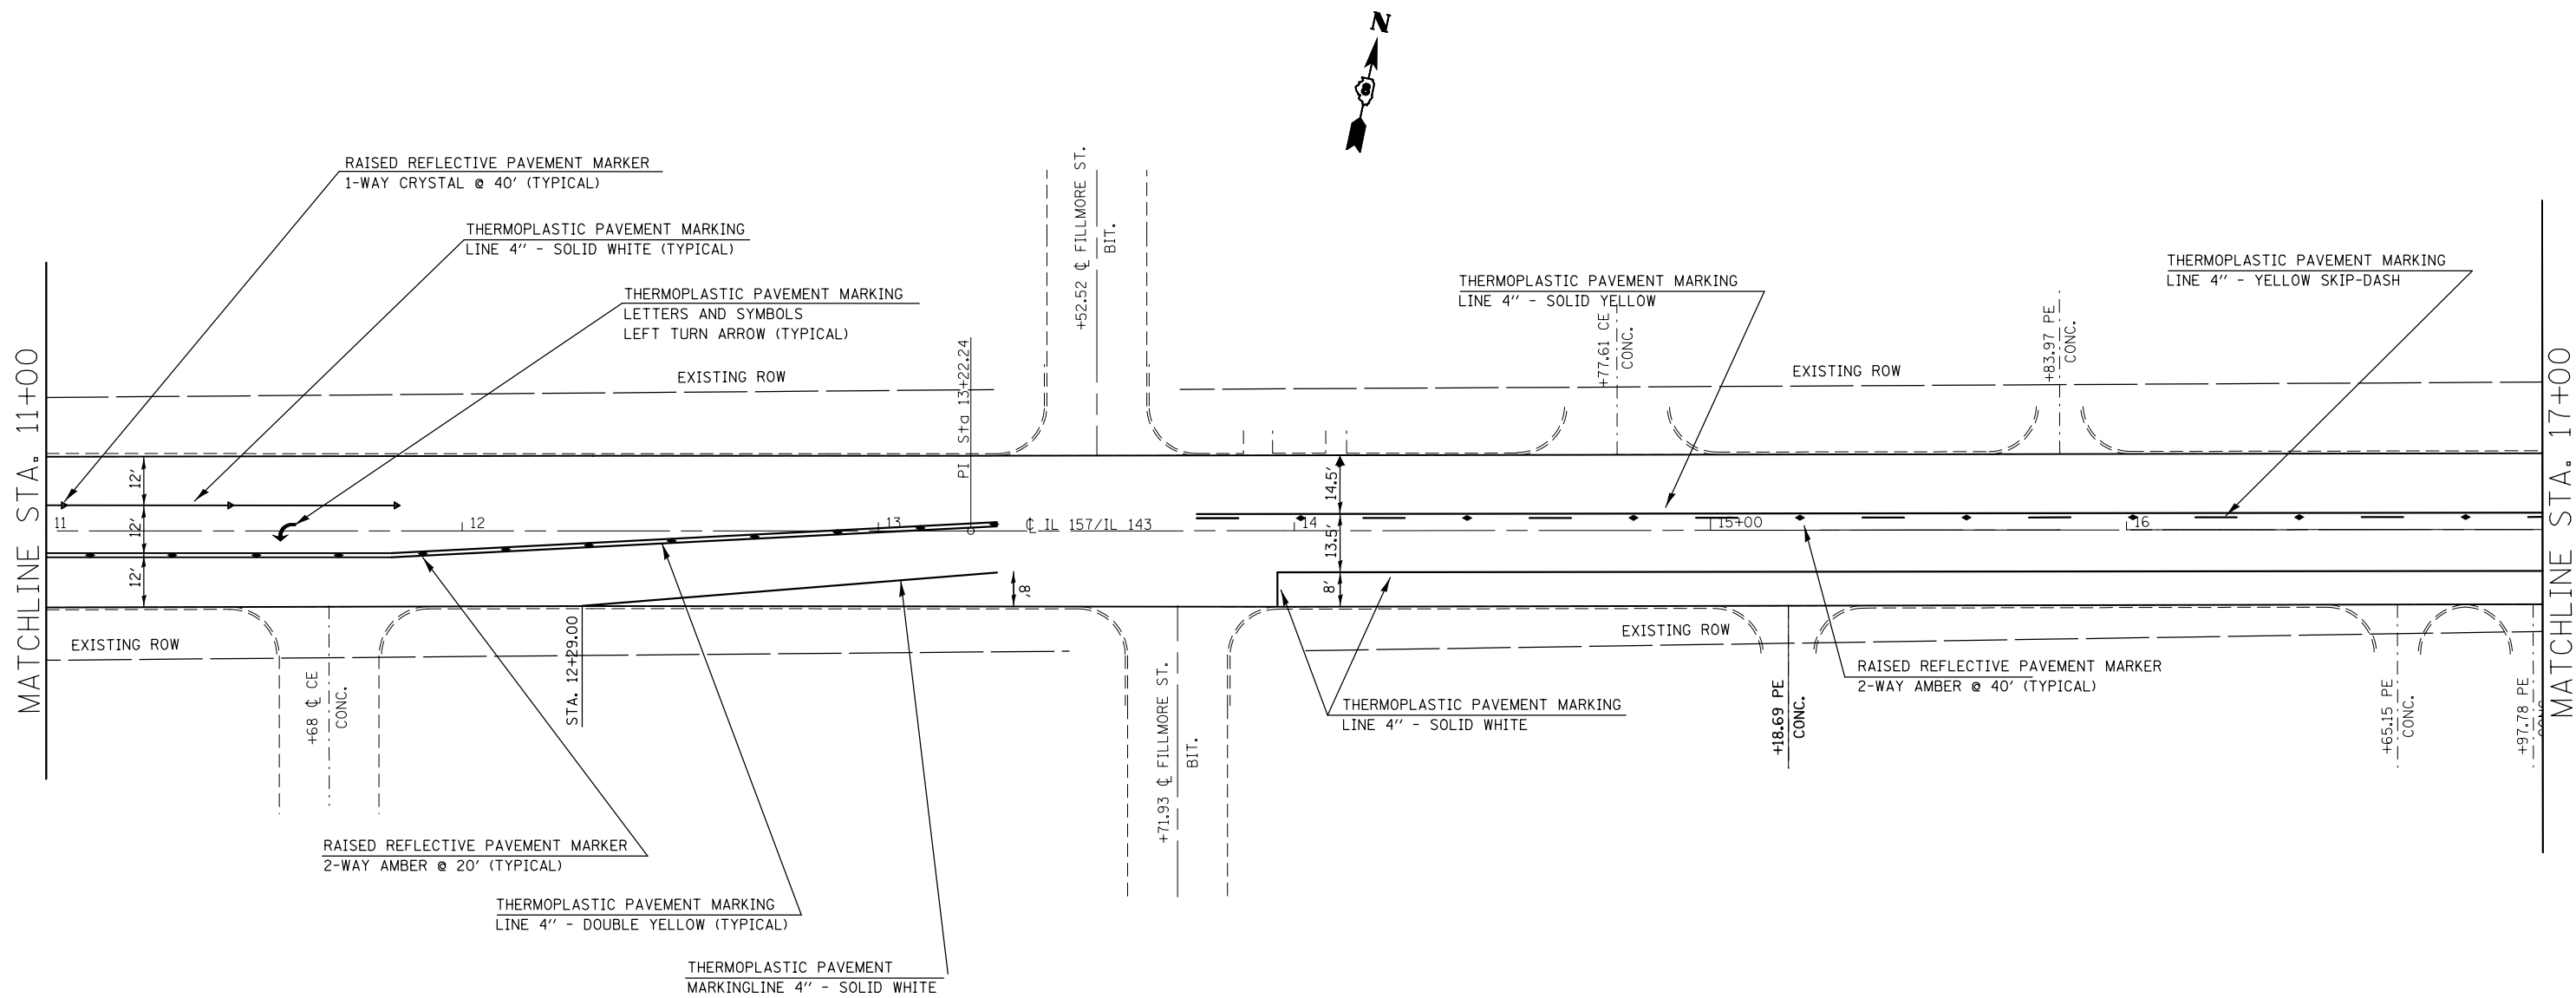 N
8
RAISED REFLECTIVE PAVEMENT MARKER
1-WAY CRYSTAL @ 40' (TYPICAL)
THERMOPLASTIC PAVEMENT MARKING
LINE 4'' - SOLID WHITE (TYPICAL)
THERMOPLASTIC PAVEMENT MARKING
LETTERS AND SYMBOLS
LEFT TURN ARROW (TYPICAL)
+52.52 ℄ FILLMORE ST.
BIT.
THERMOPLASTIC PAVEMENT MARKING
LINE 4'' - SOLID YELLOW
THERMOPLASTIC PAVEMENT MARKING
LINE 4'' - YELLOW SKIP-DASH
+77.61 CE
CONC.
+83.97 PE
CONC.
MATCHLINE STA. 11+00
EXISTING ROW
PI Sta 13+22.24
EXISTING ROW
MATCHLINE STA. 17+00
12'
12'
12'
11
12
13
℄ IL 157/IL 143
14
15+00
16
14.5'
13.5'
8'
8'
EXISTING ROW
STA. 12+29.00
EXISTING ROW
+68 ℄ CE
CONC.
+71.93 ℄ FILLMORE ST.
BIT.
THERMOPLASTIC PAVEMENT MARKING
LINE 4'' - SOLID WHITE
+18.69 PE
CONC.
RAISED REFLECTIVE PAVEMENT MARKER
2-WAY AMBER @ 40' (TYPICAL)
+65.15 PE
CONC.
+97.78 PE
RAISED REFLECTIVE PAVEMENT MARKER
2-WAY AMBER @ 20' (TYPICAL)
THERMOPLASTIC PAVEMENT MARKING
LINE 4'' - DOUBLE YELLOW (TYPICAL)
THERMOPLASTIC PAVEMENT
MARKINGLINE 4'' - SOLID WHITE